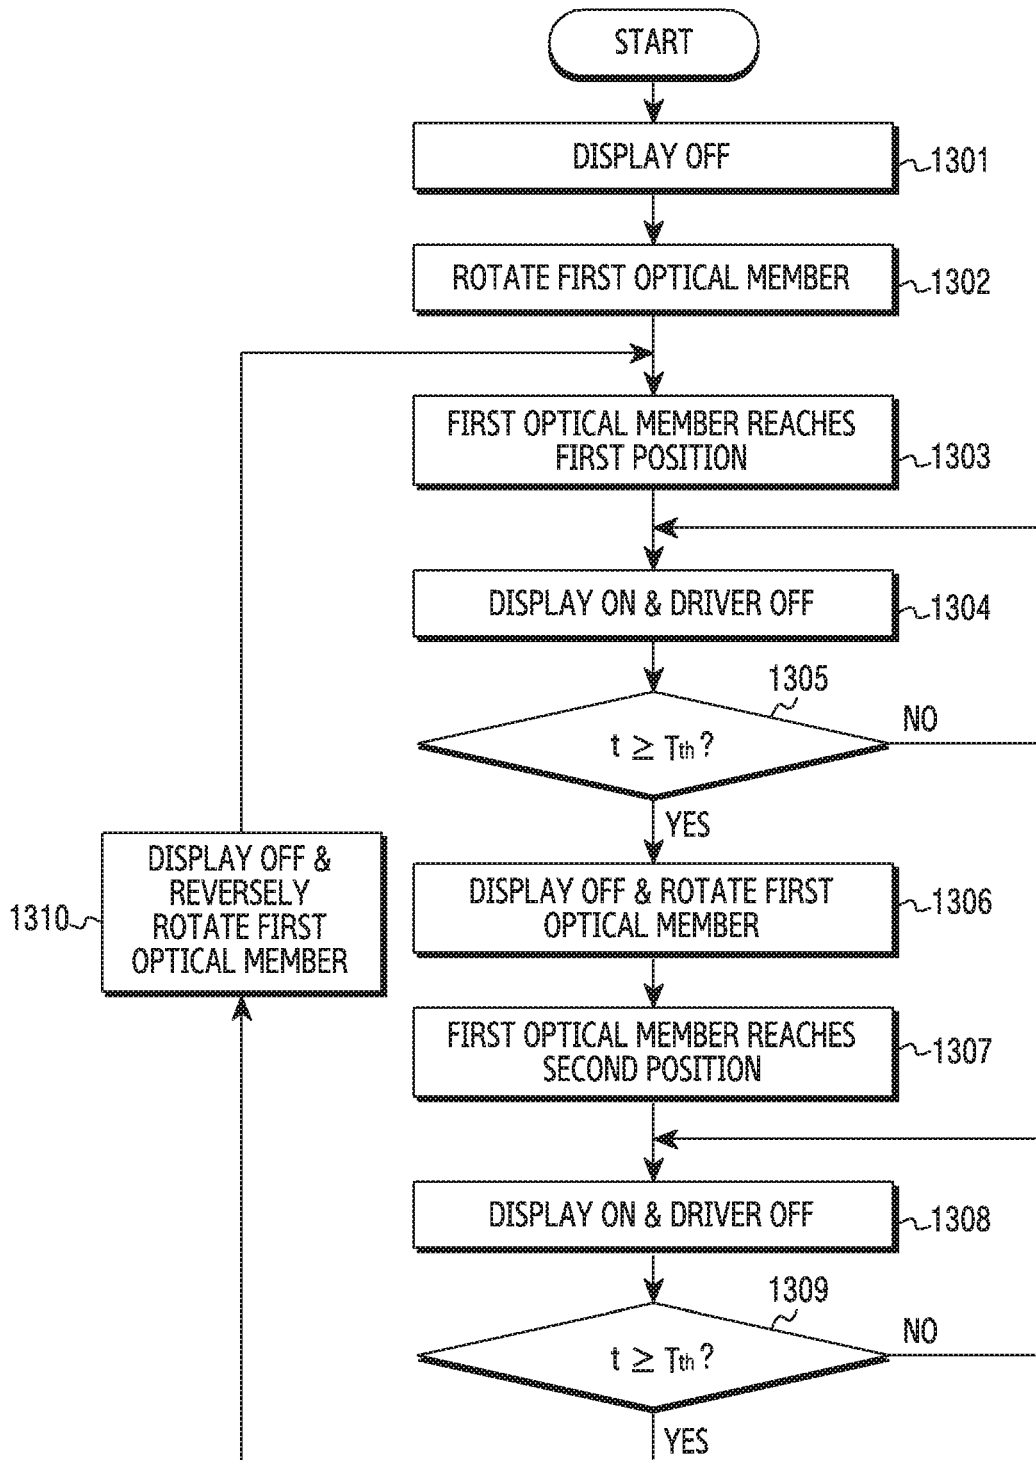 START
DISPLAY OFF
1301
ROTATE FIRST OPTICAL MEMBER
1302
FIRST OPTICAL MEMBER REACHES
FIRST POSITION
1303
DISPLAY ON & DRIVER OFF
1304
1305
t ≥ Tth?
NO
YES
DISPLAY OFF & ROTATE FIRST
OPTICAL MEMBER
1306
DISPLAY OFF &
REVERSELY
ROTATE FIRST
OPTICAL MEMBER
1310
FIRST OPTICAL MEMBER REACHES
SECOND POSITION
1307
DISPLAY ON & DRIVER OFF
1308
1309
t ≥ Tth?
NO
YES